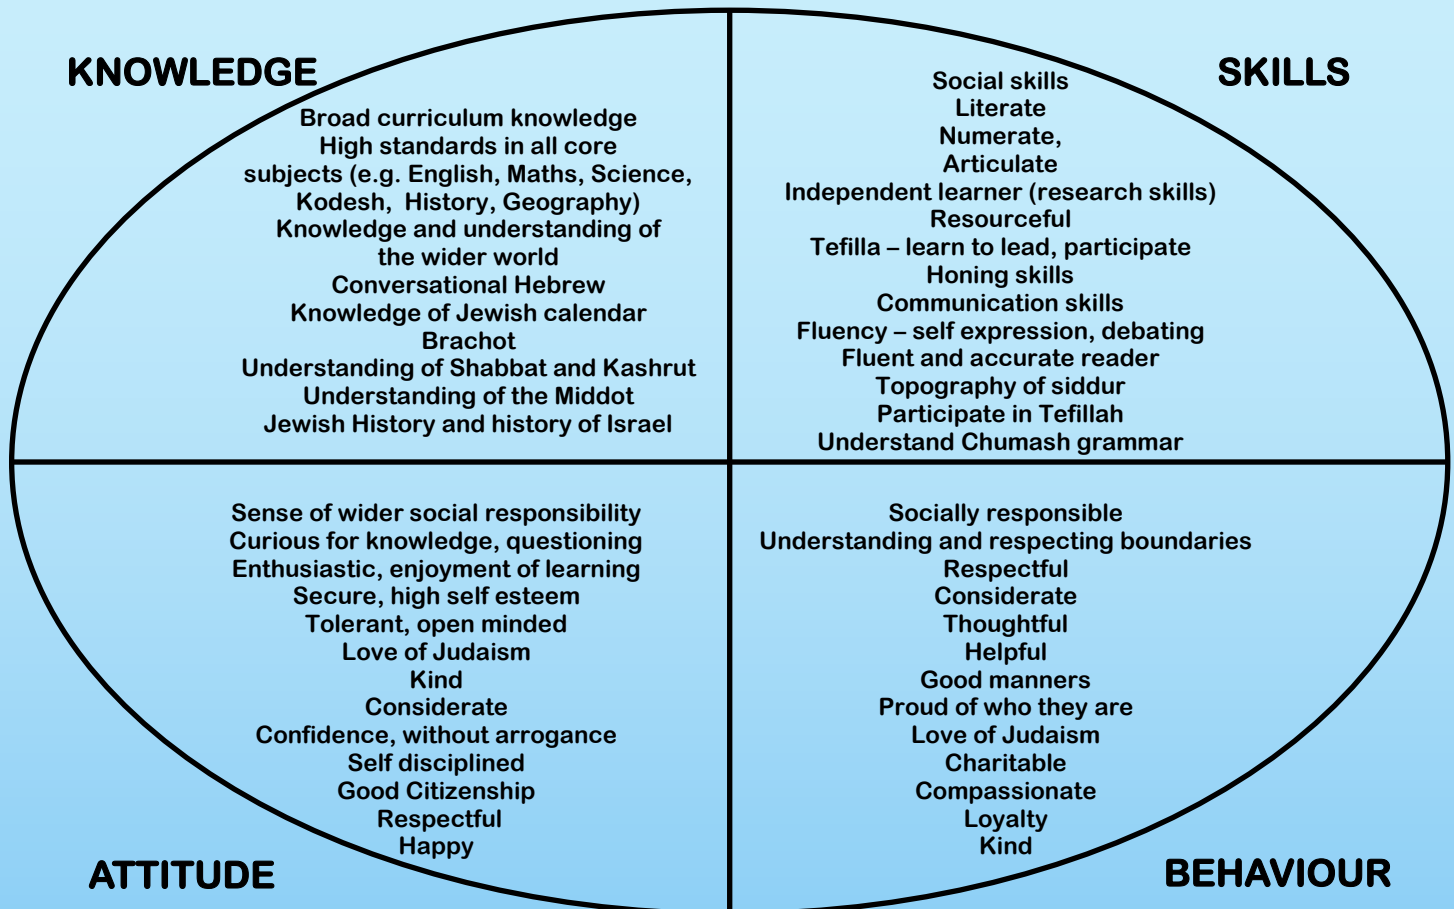 KNOWLEDGE
Broad curriculum knowledge
High standards in all core
subjects (e.g. English, Maths, Science,
Kodesh, History, Geography)
Knowledge and understanding of
the wider world
Conversational Hebrew
Knowledge of Jewish calendar
Brachot
Understanding of Shabbat and Kashrut
Understanding of the Middot
Jewish History and history of Israel
SKILLS
Social skills
Literate
Numerate,
Articulate
Independent learner (research skills)
Resourceful
Tefilla – learn to lead, participate
Honing skills
Communication skills
Fluency – self expression, debating
Fluent and accurate reader
Topography of siddur
Participate in Tefillah
Understand Chumash grammar
Sense of wider social responsibility
Curious for knowledge, questioning
Enthusiastic, enjoyment of learning
Secure, high self esteem
Tolerant, open minded
Love of Judaism
Kind
Considerate
Confidence, without arrogance
Self disciplined
Good Citizenship
Respectful
Happy
ATTITUDE
Socially responsible
Understanding and respecting boundaries
Respectful
Considerate
Thoughtful
Helpful
Good manners
Proud of who they are
Love of Judaism
Charitable
Compassionate
Loyalty
Kind
BEHAVIOUR